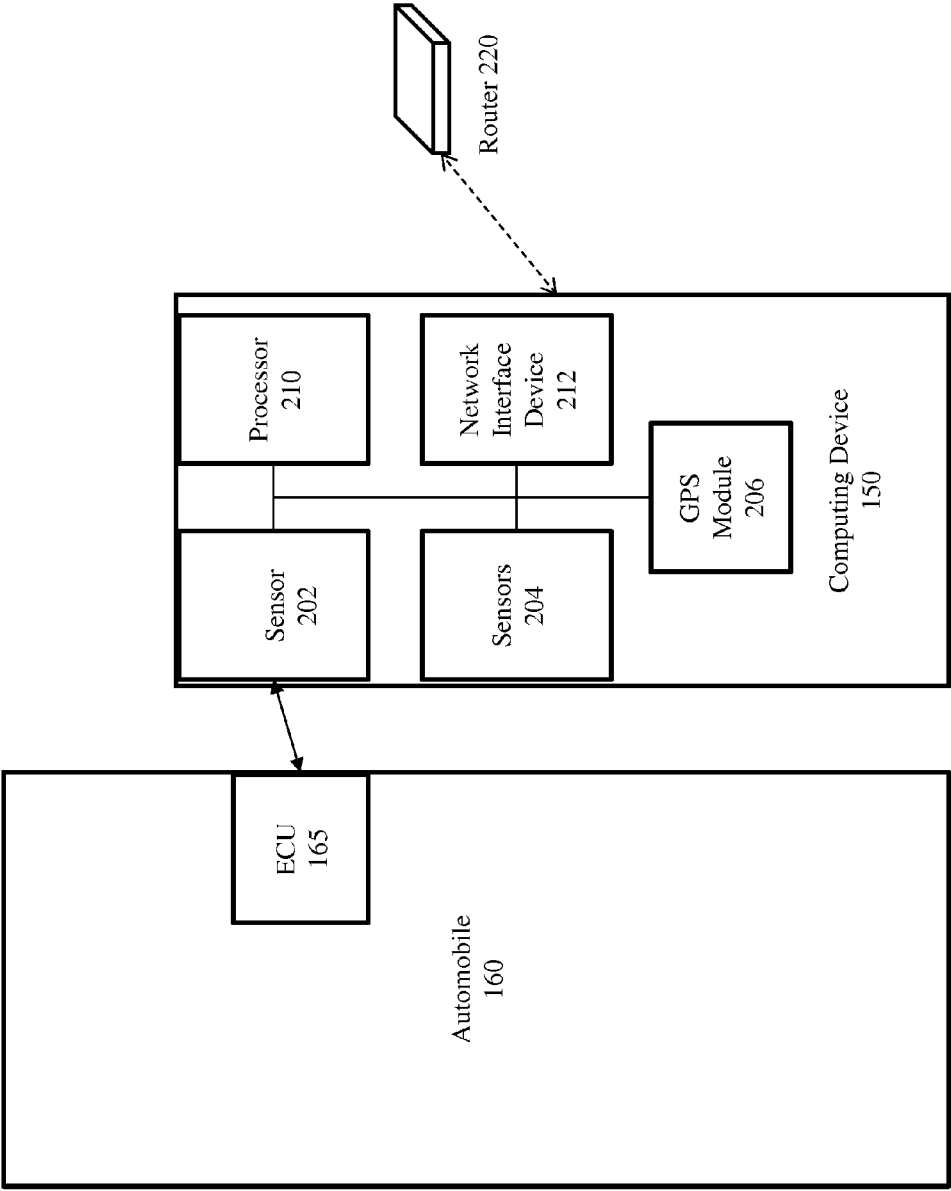 Automobile
160
ECU
165
Sensor
202
Processor
210
Sensors
204
Network
Interface
Device
212
GPS
Module
206
Computing Device
150
Router 220